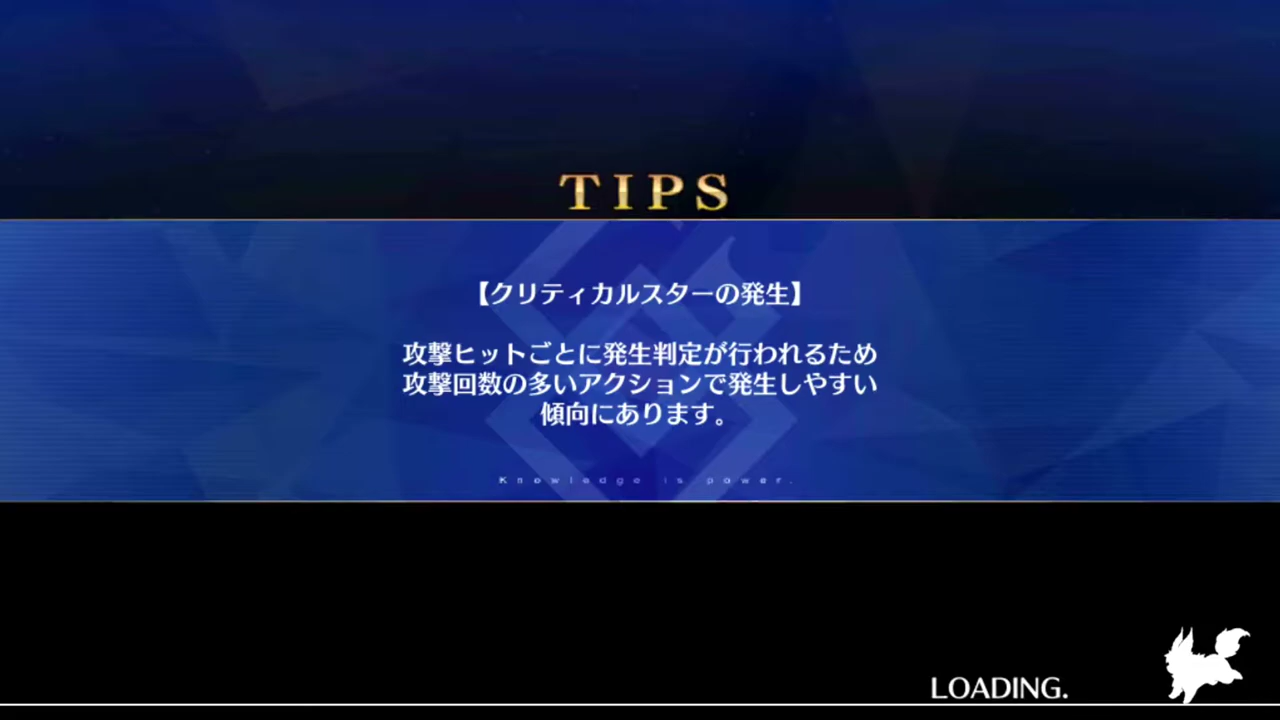 TIPS
【クリティカルスターの発生】
攻撃ヒットごとに発生判定が行われるため
攻撃回数の多いアクションで発生しやすい
傾向にあります。
Knowledge is power.
LOADING.